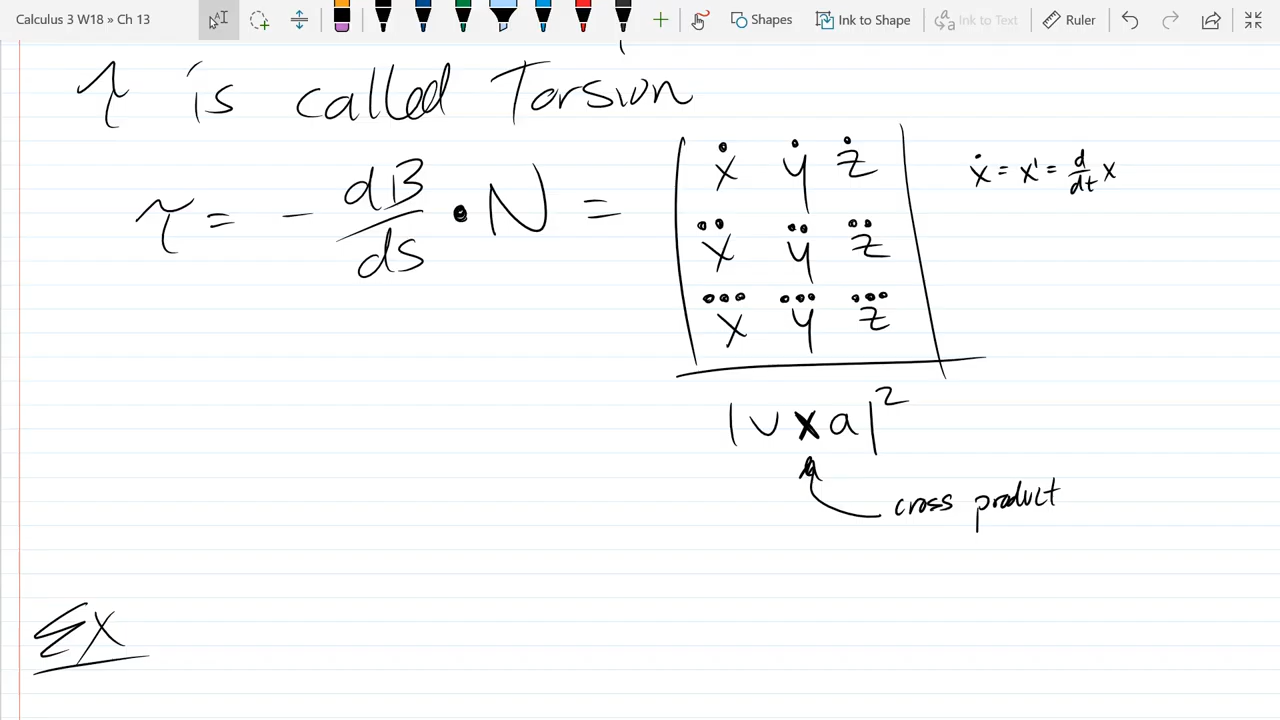 Calculus 3 W18 » Ch 13
Shapes Ink to Shape Ink to Text Ruler
τ is called Torsion
τ = - dB/ds • N = | ẋ ẏ ż |
| ẍ ÿ z̈ |
| x⃛ y⃛ z⃛ |
ẋ = x' = d/dt x
|v × a|²
cross product
Ex